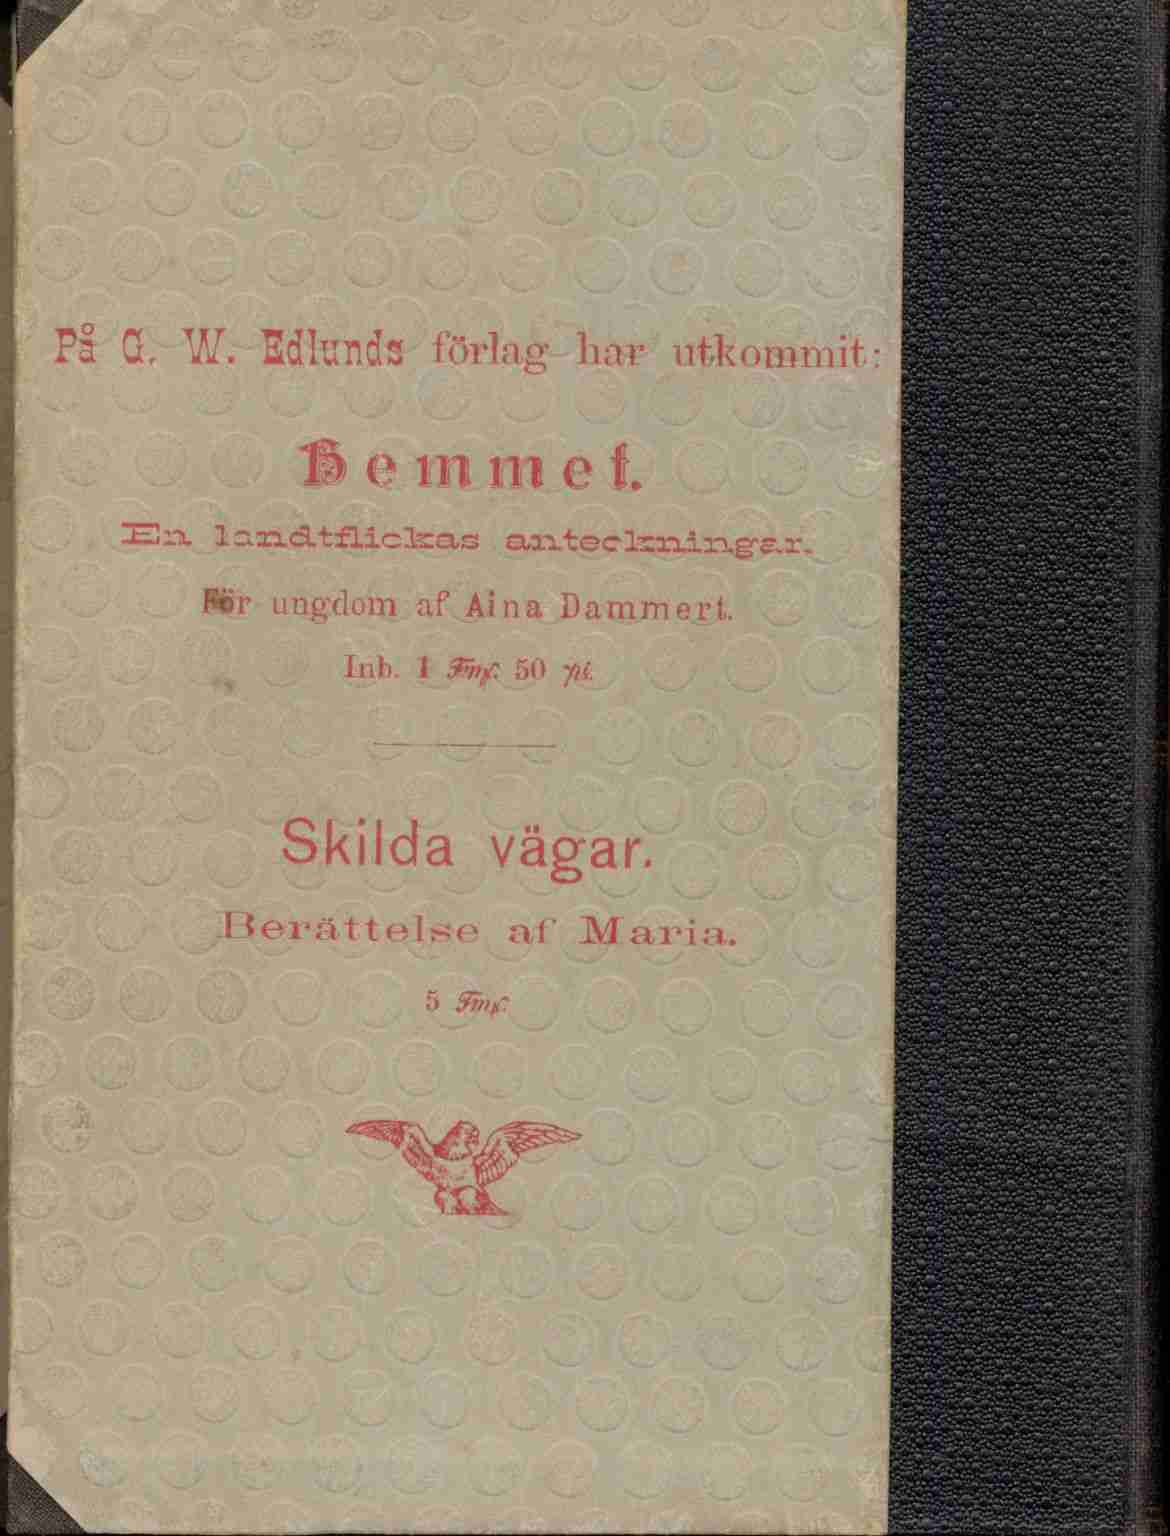 På G. W. Edlunds förlag har utkommit:
Hemmet.
En landtflickas anteckningar.
För ungdom af Aina Dammert.
Inb. 1 Fmk. 50 pi.
Skilda vägar.
Berättelse af Maria.
5 Fmk.